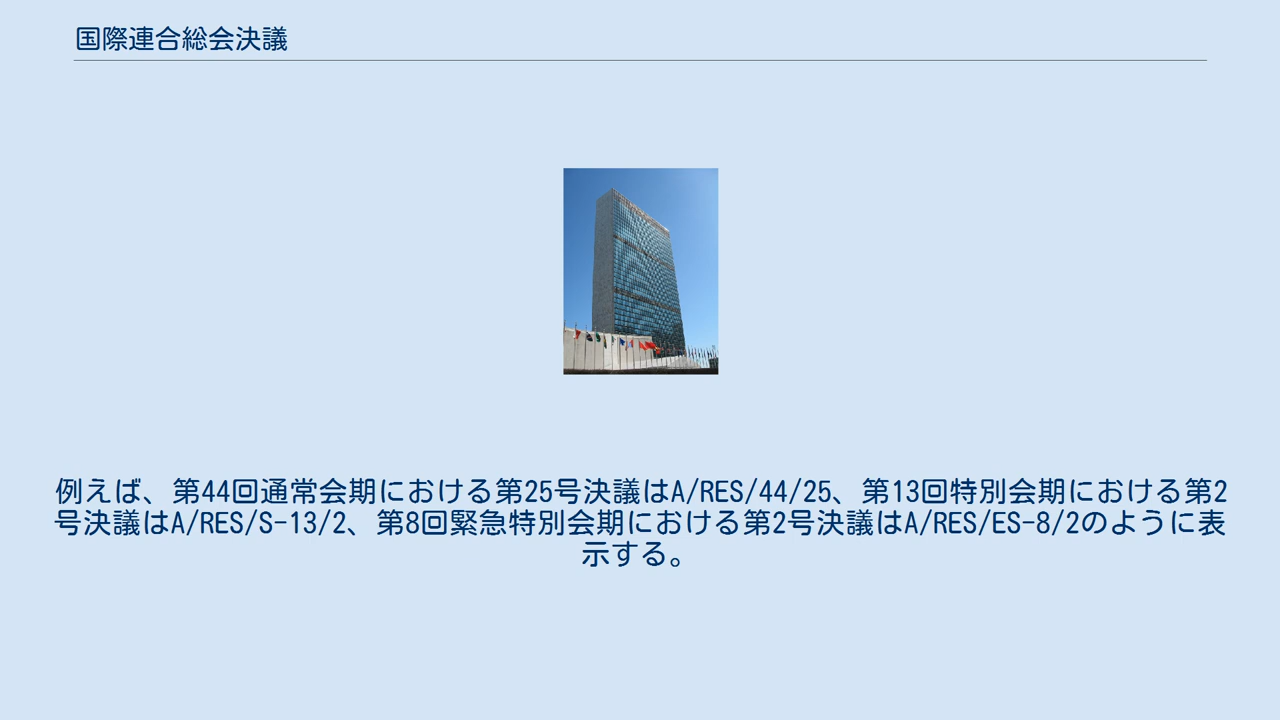 国際連合総会決議
例えば、第44回通常会期における第25号決議はA/RES/44/25、第13回特別会期における第2
号決議はA/RES/S-13/2、第8回緊急特別会期における第2号決議はA/RES/ES-8/2のように表
示する。